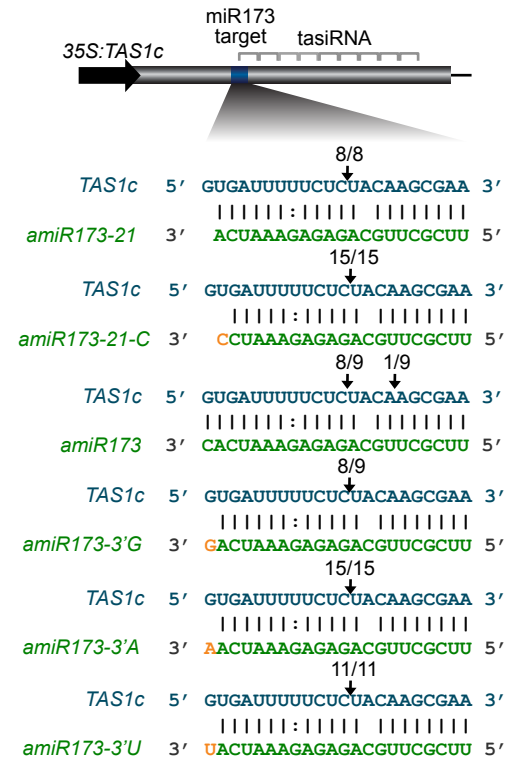 miR173
target
tasiRNA
35S:TAS1c
8/8
TAS1c 5′ GUGAUUUUUCUCUACAAGCGAA 3′
| | | | | | : | | | | | | | | | | | | |
amiR173-21 3′ ACUAAAGAGAGACGUUCGCUU 5′
15/15
TAS1c 5′ GUGAUUUUUCUCUACAAGCGAA 3′
| | | | | : | | | | | | | | | | | | |
amiR173-21-C 3′ CCUAAAGAGAGACGUUCGCUU 5′
8/9 1/9
TAS1c 5′ GUGAUUUUUCUCUACAAGCGAA 3′
| | | | | | | : | | | | | | | | | | | | |
amiR173 3′ CACUAAAGAGAGACGUUCGCUU 5′
8/9
TAS1c 5′ GUGAUUUUUCUCUACAAGCGAA 3′
| | | | | | : | | | | | | | | | | | | |
amiR173-3'G 3′ GACUAAAGAGAGACGUUCGCUU 5′
15/15
TAS1c 5′ GUGAUUUUUCUCUACAAGCGAA 3′
| | | | | | : | | | | | | | | | | | | |
amiR173-3'A 3′ AACUAAAGAGAGACGUUCGCUU 5′
11/11
TAS1c 5′ GUGAUUUUUCUCUACAAGCGAA 3′
| | | | | | : | | | | | | | | | | | | |
amiR173-3'U 3′ UACUAAAGAGAGACGUUCGCUU 5′